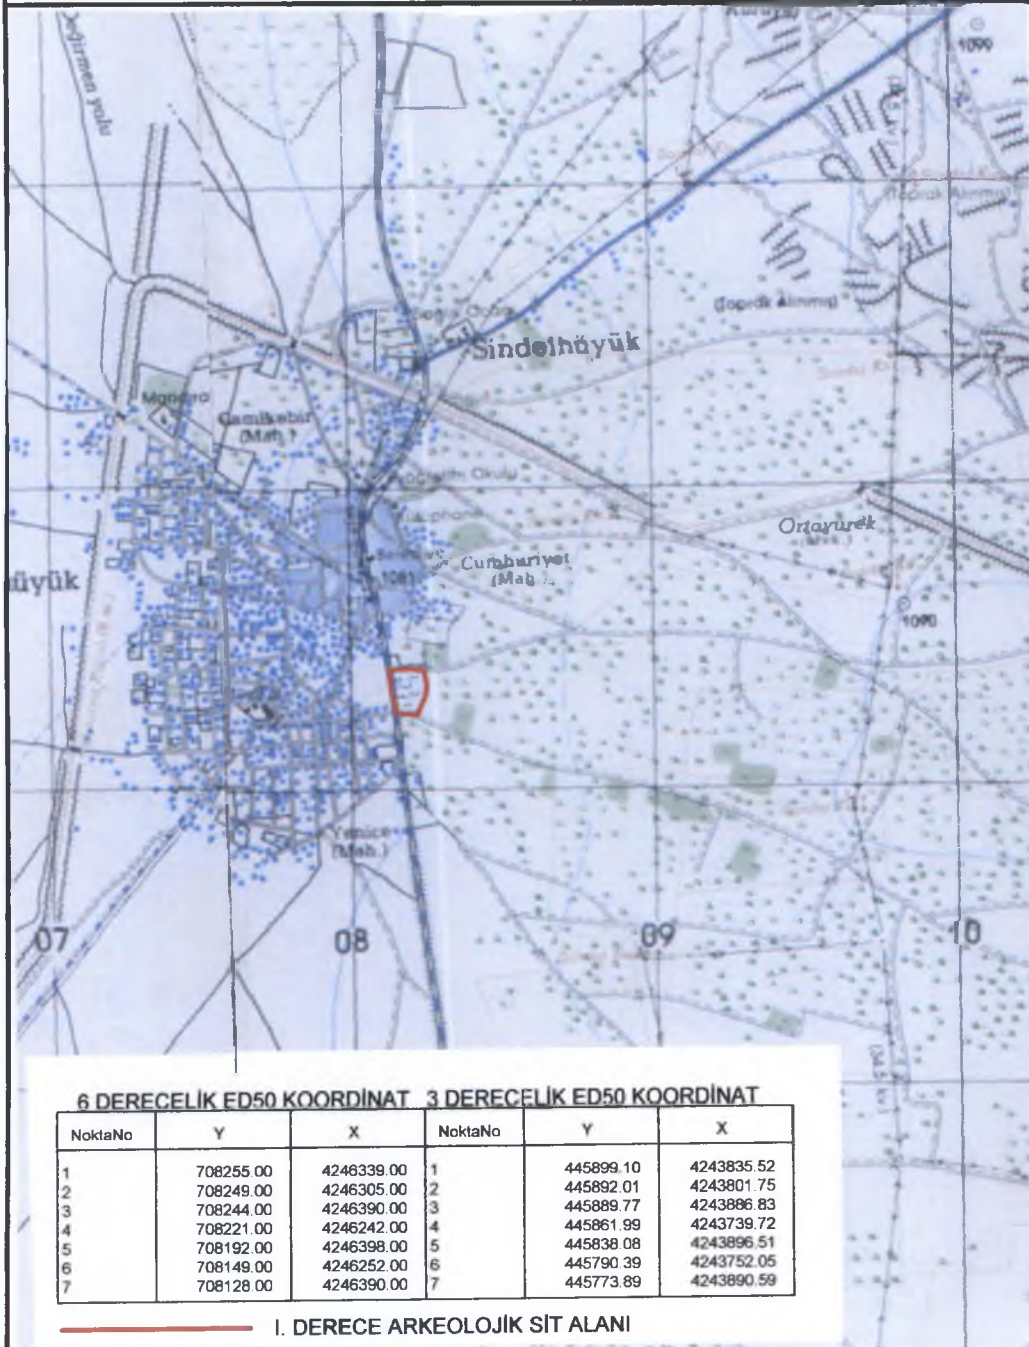 Değirmen yolu
1090
(Toprak Alınmış)
(Toprak Alınmış)
Sindelhöyük
Mandıra
Camikebir
(Mah.)
Ortayürek
Cumhuriyet
(Mah.)
1081
üyük
1090
Yenice
(Mah.)
07
08
09
10
6 DERECELİK ED50 KOORDİNAT 3 DERECELİK ED50 KOORDİNAT
NoktaNo Y X NoktaNo Y X
1 708255.00 4246339.00 1 445899.10 4243835.52
2 708249.00 4246305.00 2 445892.01 4243801.75
3 708244.00 4246390.00 3 445889.77 4243886.83
4 708221.00 4246242.00 4 445861.99 4243739.72
5 708192.00 4246398.00 5 445838.08 4243896.51
6 708149.00 4246252.00 6 445790.39 4243752.05
7 708128.00 4246390.00 7 445773.89 4243890.59
I. DERECE ARKEOLOJİK SİT ALANI